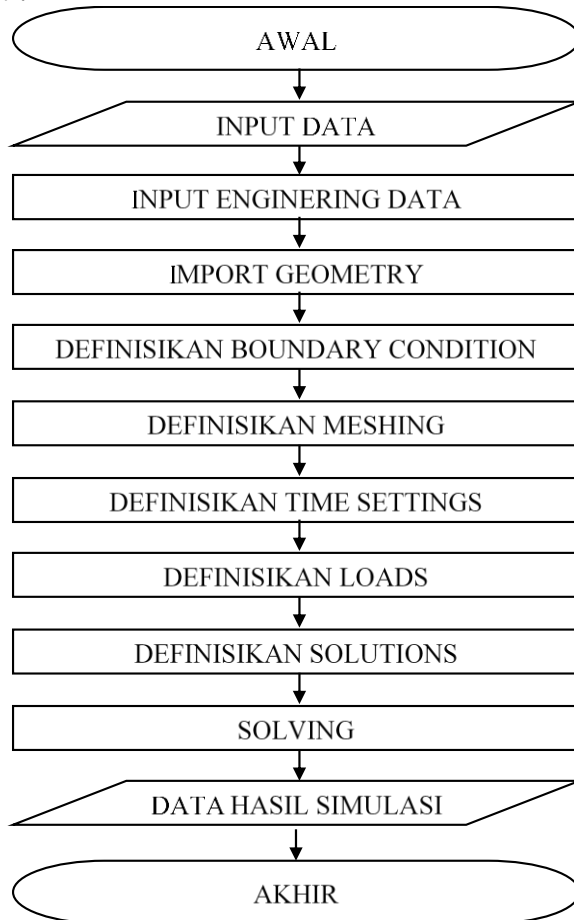 AWAL
INPUT DATA
INPUT ENGINERING DATA
IMPORT GEOMETRY
DEFINISIKAN BOUNDARY CONDITION
DEFINISIKAN MESHING
DEFINISIKAN TIME SETTINGS
DEFINISIKAN LOADS
DEFINISIKAN SOLUTIONS
SOLVING
DATA HASIL SIMULASI
AKHIR